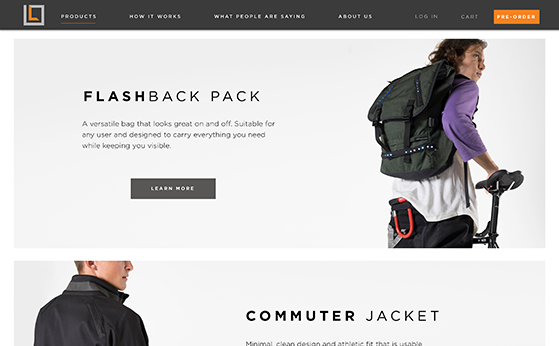 PRODUCTS HOW IT WORKS WHAT PEOPLE ARE SAYING ABOUT US LOG IN CART PRE-ORDER
FLASHBACK PACK
A versatile bag that looks great on and off. Suitable for
any user and designed to carry everything you need
while keeping you visible.
LEARN MORE
COMMUTER JACKET
Minimal, clean design and athletic fit that is usable